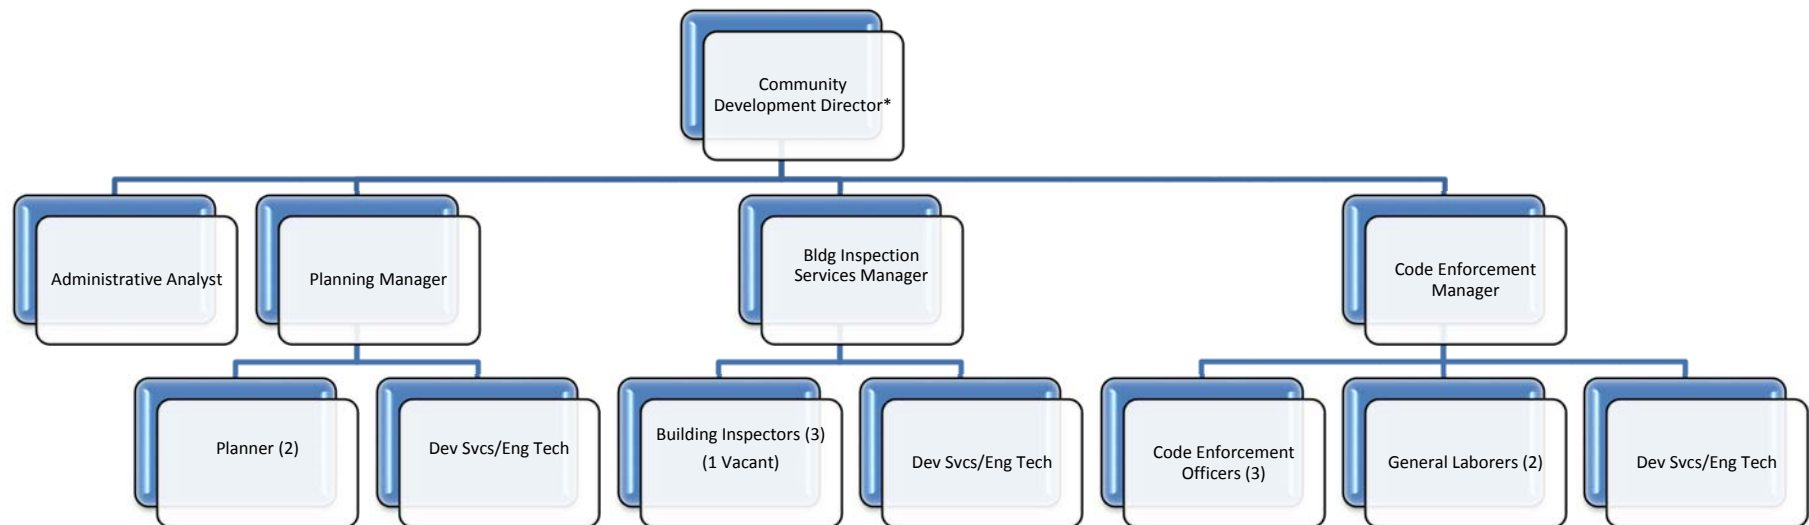 Community
Development Director*
Administrative Analyst
Planning Manager
Bldg Inspection
Services Manager
Code Enforcement
Manager
Planner (2)
Dev Svcs/Eng Tech
Building Inspectors (3)
(1 Vacant)
Dev Svcs/Eng Tech
Code Enforcement
Officers (3)
General Laborers (2)
Dev Svcs/Eng Tech